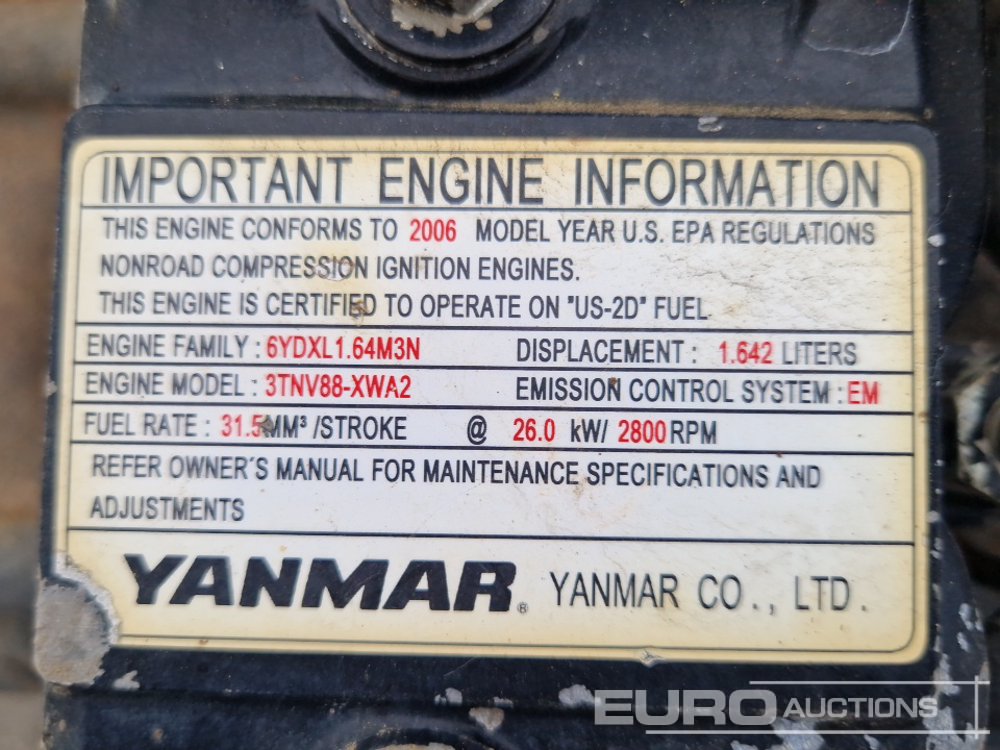 IMPORTANT ENGINE INFORMATION
THIS ENGINE CONFORMS TO 2006 MODEL YEAR U.S. EPA REGULATIONS
NONROAD COMPRESSION IGNITION ENGINES.
THIS ENGINE IS CERTIFIED TO OPERATE ON "US-2D" FUEL
ENGINE FAMILY : 6YDXL1.64M3N DISPLACEMENT : 1.642 LITERS
ENGINE MODEL : 3TNV88-XWA2 EMISSION CONTROL SYSTEM : EM
FUEL RATE : 31.5MM³ /STROKE @ 26.0 kW/ 2800 RPM
REFER OWNER'S MANUAL FOR MAINTENANCE SPECIFICATIONS AND
ADJUSTMENTS
YANMAR® YANMAR CO., LTD.
EURO AUCTIONS